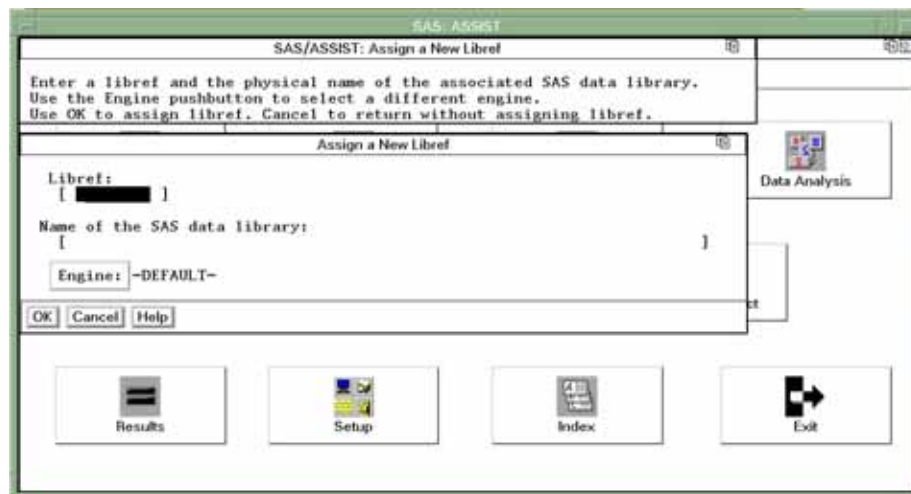 SAS: ASSIST
SAS/ASSIST: Assign a New Libref
Enter a libref and the physical name of the associated SAS data library.
Use the Engine pushbutton to select a different engine.
Use OK to assign libref. Cancel to return without assigning libref.
Assign a New Libref
Libref:
[ ]
Name of the SAS data library:
[ ]
Engine: -DEFAULT-
OK Cancel Help
Data Analysis
ct
Results
Setup
Index
Exit